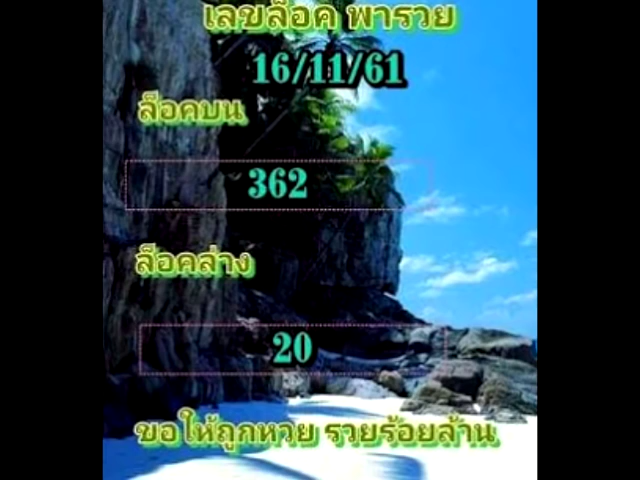 เลขล็อค พารวย
16/11/61
ล็อคบน
362
ล็อคล่าง
20
ขอให้ถูกหวย รวยร้อยล้าน